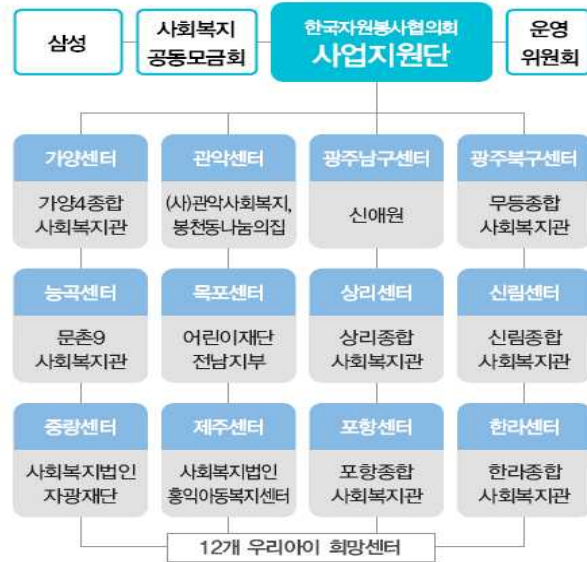 삼성
사회복지
공동모금회
한국자원봉사협의회
사업지원단
운영
위원회
가양센터
가양4종합
사회복지관
관악센터
(사)관악사회복지,
봉천동나눔의집
광주남구센터
신애원
광주북구센터
무등종합
사회복지관
능곡센터
문촌9
사회복지관
목포센터
어린이재단
전남지부
상리센터
상리종합
사회복지관
신림센터
신림종합
사회복지관
중랑센터
사회복지법인
자광재단
제주센터
사회복지법인
홍익아동복지센터
포항센터
포항종합
사회복지관
한라센터
한라종합
사회복지관
12개 우리아이 희망센터